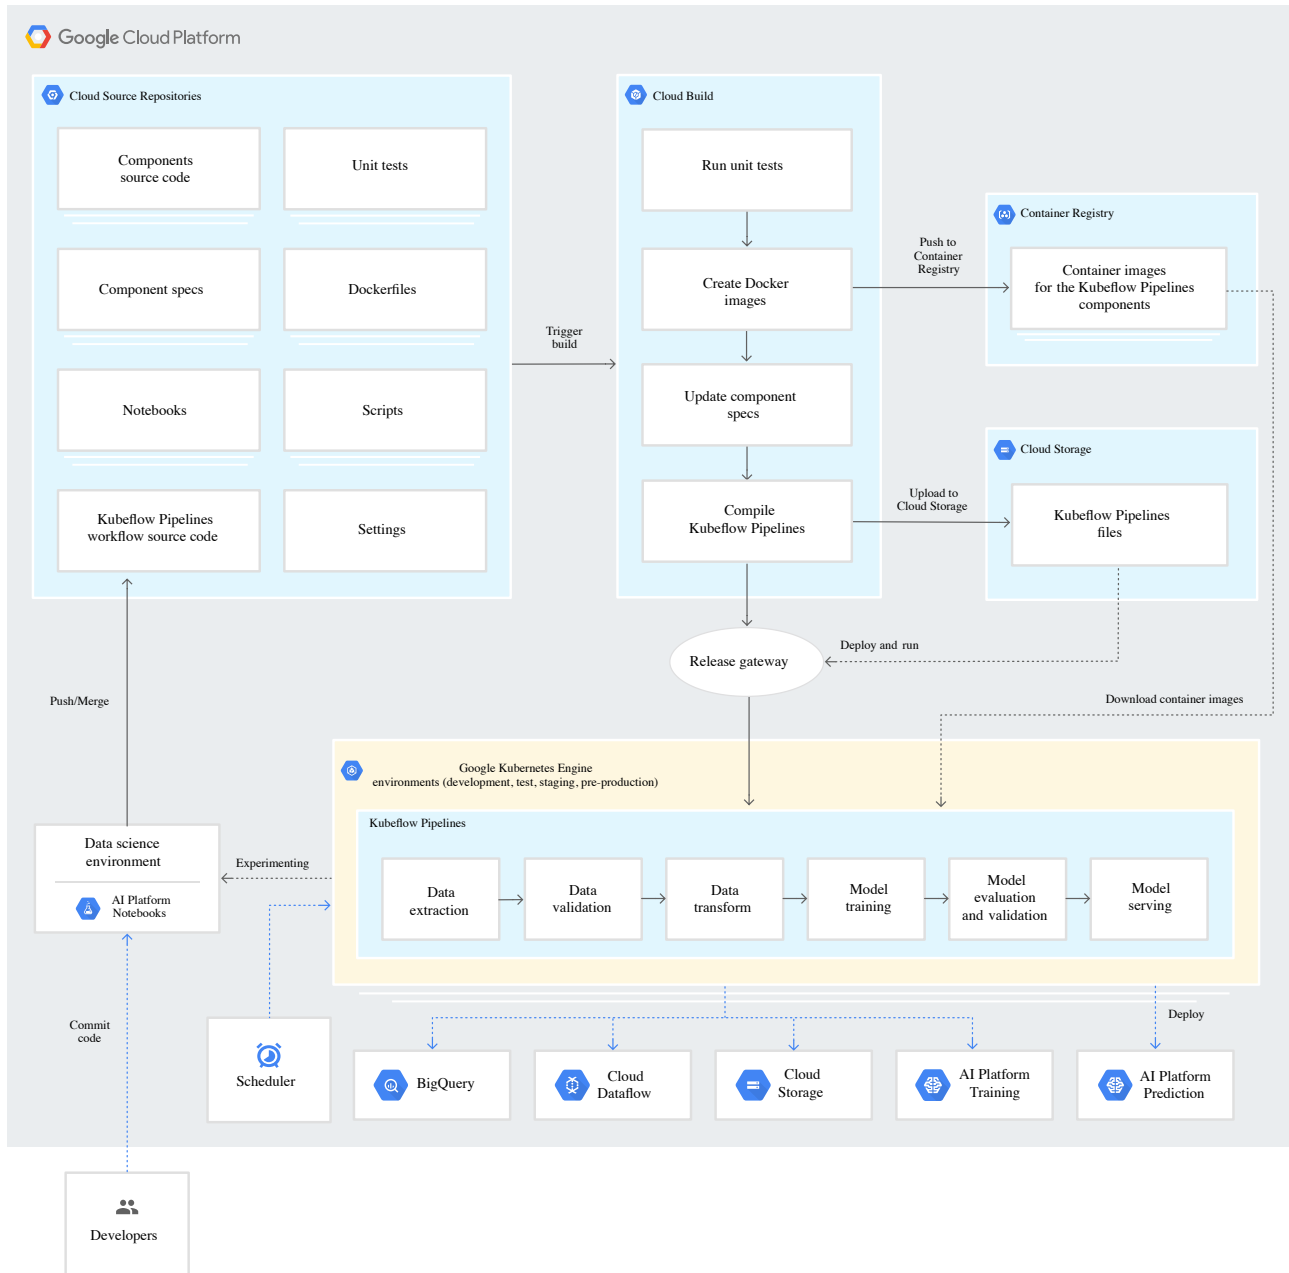 Google Cloud Platform
Cloud Source Repositories
Components
source code
Unit tests
Component specs
Dockerfiles
Notebooks
Scripts
Kubeflow Pipelines
workflow source code
Settings
Trigger
build
Cloud Build
Run unit tests
Create Docker
images
Update component
specs
Compile
Kubeflow Pipelines
Push to
Container
Registry
Container Registry
Container images
for the Kubeflow Pipelines
components
Upload to
Cloud Storage
Cloud Storage
Kubeflow Pipelines
files
Release gateway
Deploy and run
Download container images
Push/Merge
Google Kubernetes Engine
environments (development, test, staging, pre-production)
Kubeflow Pipelines
Data
extraction
Data
validation
Data
transform
Model
training
Model
evaluation
and validation
Model
serving
Data science
environment
AI Platform
Notebooks
Experimenting
Commit
code
Scheduler
Deploy
BigQuery
Cloud
Dataflow
Cloud
Storage
AI Platform
Training
AI Platform
Prediction
Developers